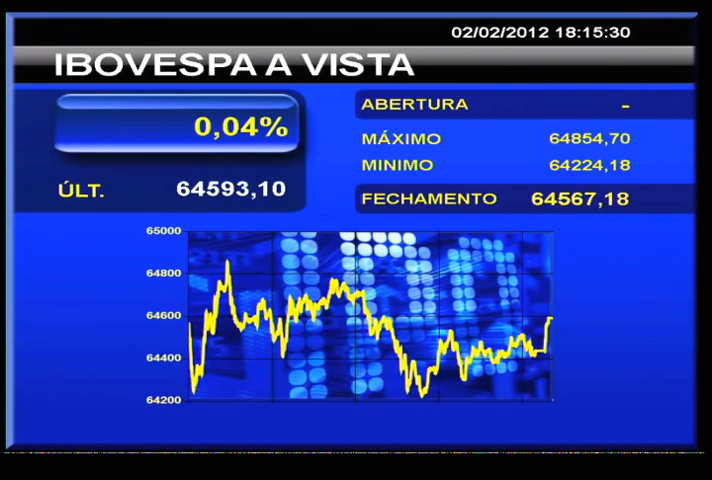 02/02/2012 18:15:30
IBOVESPA A VISTA
0,04%
ÚLT. 64593,10
ABERTURA -
MÁXIMO 64854,70
MINIMO 64224,18
FECHAMENTO 64567,18
65000
64800
64600
64400
64200